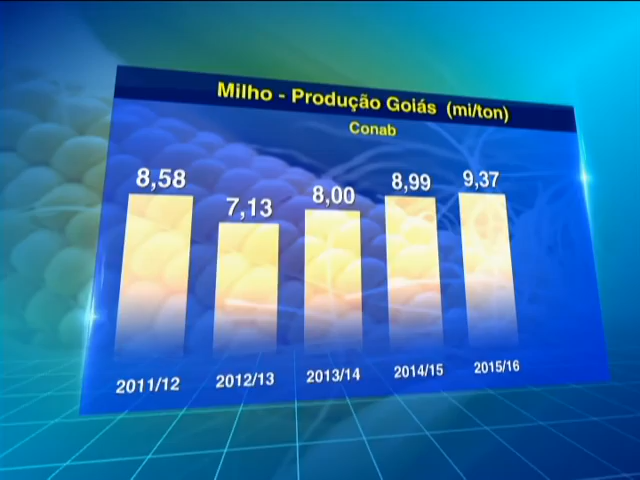 Milho - Produção Goiás (mi/ton)
Conab
8,58 7,13 8,00 8,99 9,37
2011/12 2012/13 2013/14 2014/15 2015/16